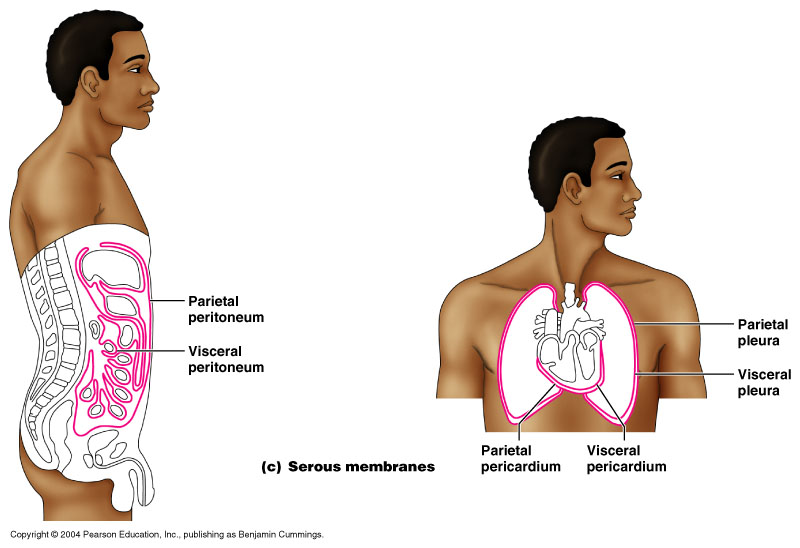 Parietal
peritoneum
Visceral
peritoneum
Parietal
pleura
Visceral
pleura
Parietal
pericardium
Visceral
pericardium
(c) Serous membranes
Copyright © 2004 Pearson Education, Inc., publishing as Benjamin Cummings.